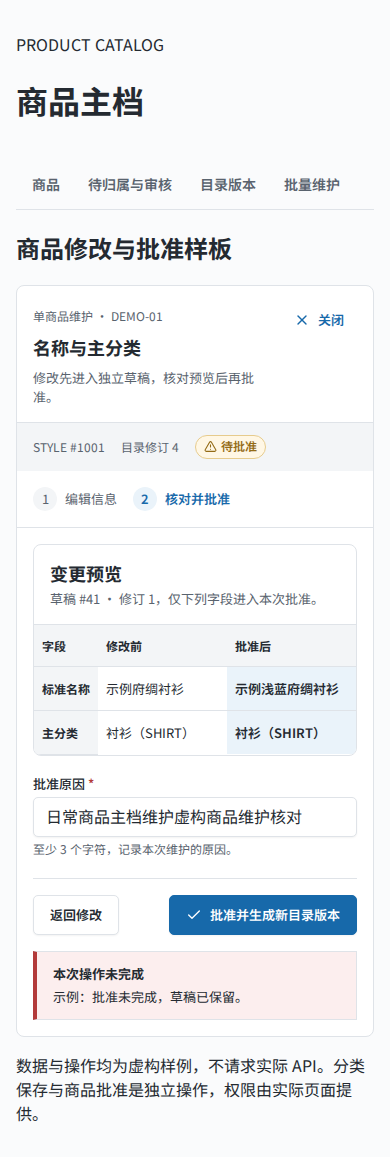 PRODUCT CATALOG
商品主档
商品 待归属与审核 目录版本 批量维护
商品修改与批准样板
单商品维护 · DEMO-01
关闭
名称与主分类
修改先进入独立草稿，核对预览后再批
准。
STYLE #1001 目录修订 4 待批准
1 编辑信息 2 核对并批准
变更预览
草稿 #41 · 修订 1，仅下列字段进入本次批准。
字段 修改前 批准后
标准名称 示例府绸衬衫 示例浅蓝府绸衬衫
主分类 衬衫（SHIRT） 衬衫（SHIRT）
批准原因 *
日常商品主档维护虚构商品维护核对
至少 3 个字符，记录本次维护的原因。
返回修改 批准并生成新目录版本
本次操作未完成
示例：批准未完成，草稿已保留。
数据与操作均为虚构样例，不请求实际 API。分类
保存与商品批准是独立操作，权限由实际页面提
供。